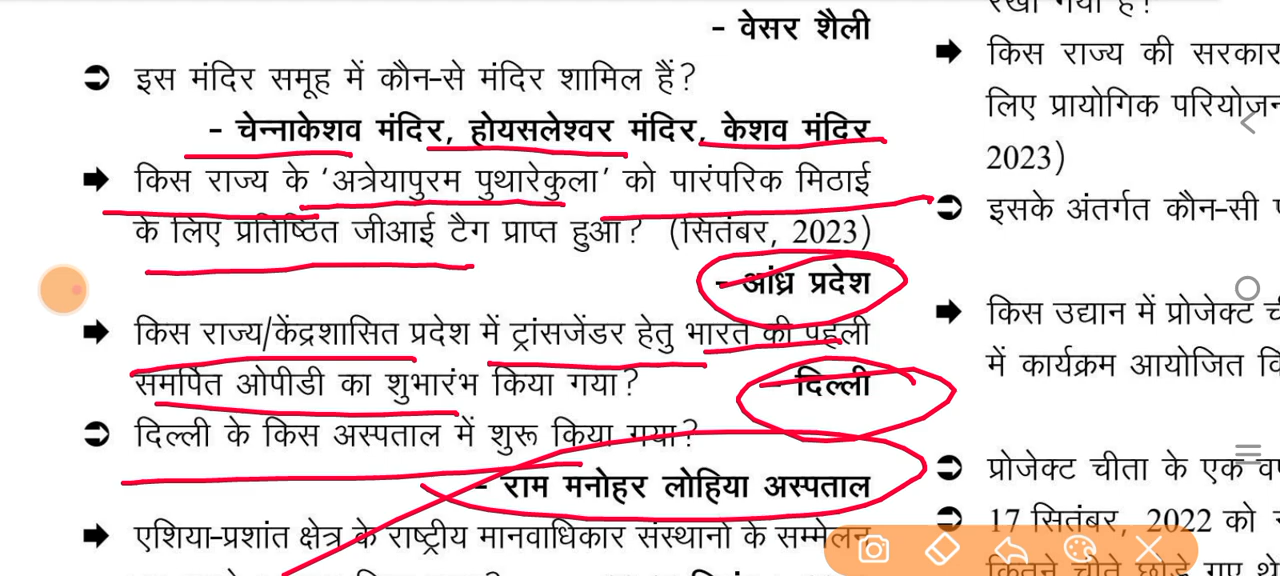 - वेसर शैली
इस मंदिर समूह में कौन-से मंदिर शामिल हैं?
- चेन्नाकेशव मंदिर, होयसलेश्वर मंदिर, केशव मंदिर
किस राज्य के 'अत्रेयापुरम पुथारेकुला' को पारंपरिक मिठाई
के लिए प्रतिष्ठित जीआई टैग प्राप्त हुआ? (सितंबर, 2023)
- आंध्र प्रदेश
किस राज्य/केंद्रशासित प्रदेश में ट्रांसजेंडर हेतु भारत की पहली
समर्पित ओपीडी का शुभारंभ किया गया? - दिल्ली
दिल्ली के किस अस्पताल में शुरू किया गया?
- राम मनोहर लोहिया अस्पताल
एशिया-प्रशांत क्षेत्र के राष्ट्रीय मानवाधिकार संस्थानों के सम्मेलन
किस राज्य की सरकार
लिए प्रायोगिक
2023)
इसके अंतर्गत कौन-सी
किस उद्यान में प्रोजेक्ट
में कार्यक्रम आयोजित
प्रोजेक्ट चीता के एक
17 सितंबर, 2022 को